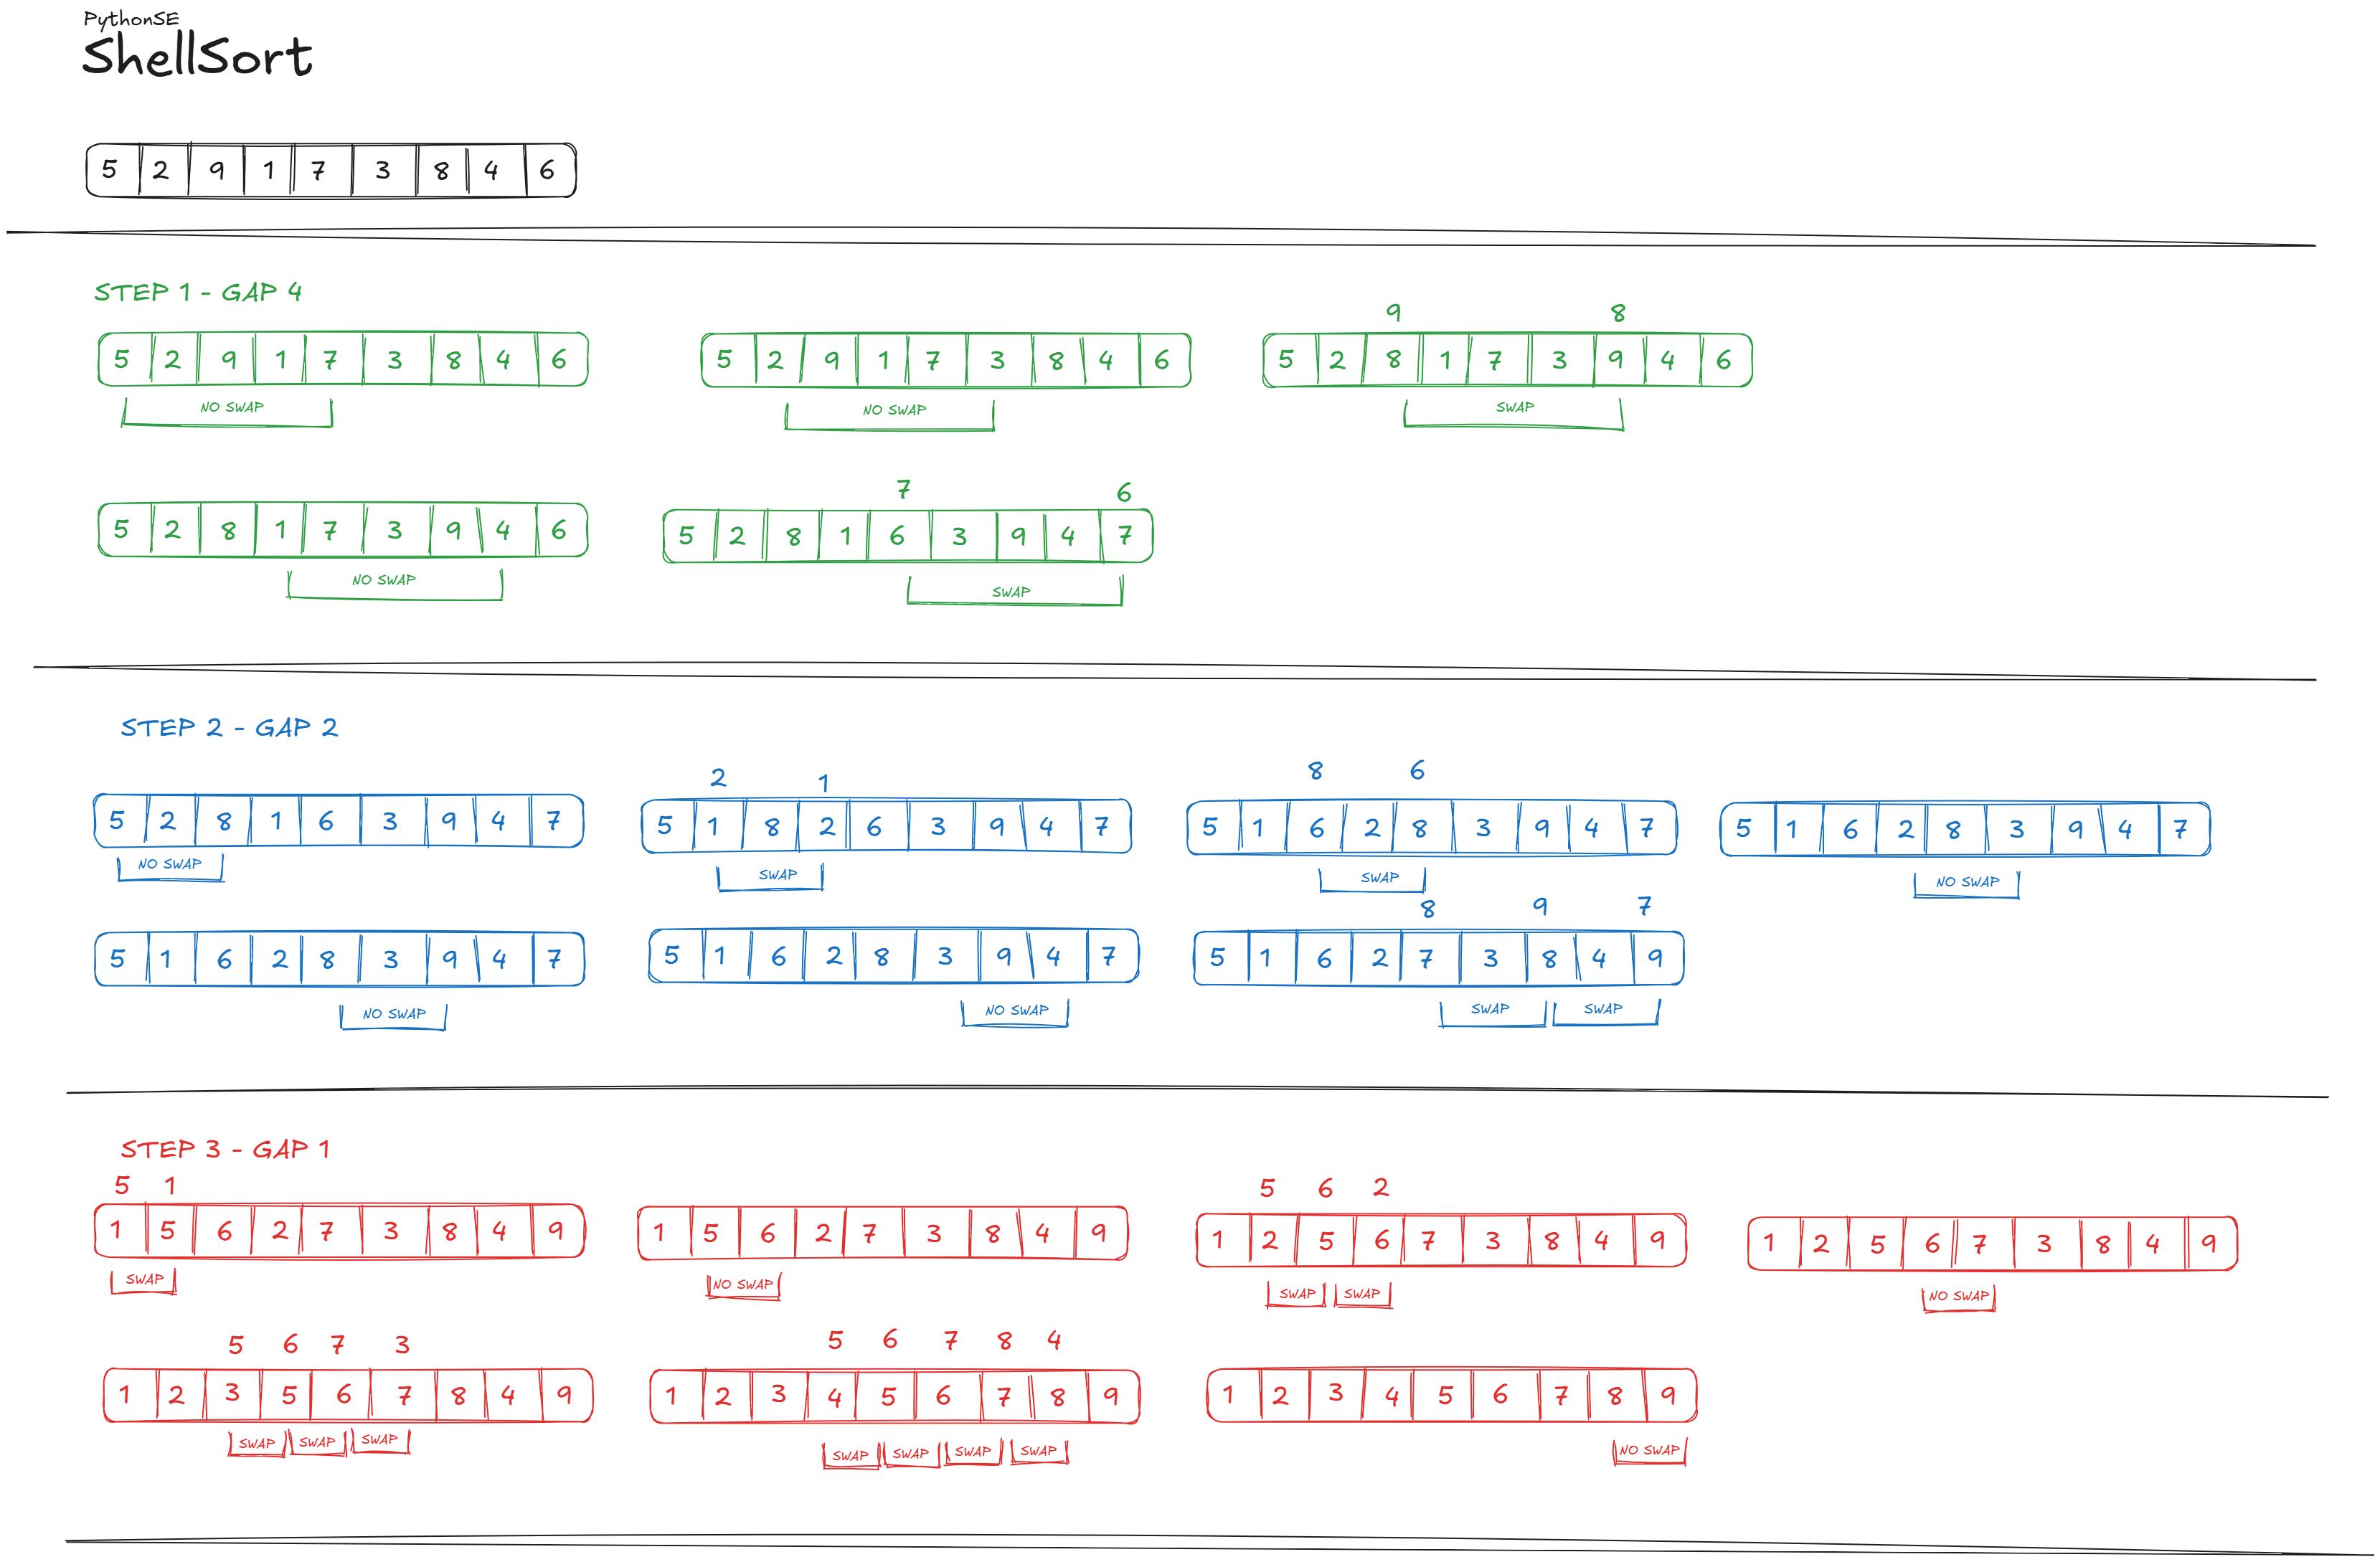 PythonSE
ShellSort
5 2 9 1 7 3 8 4 6
STEP 1 - GAP 4
5 2 9 1 7 3 8 4 6
NO SWAP
5 2 9 1 7 3 8 4 6
NO SWAP
9 8
5 2 8 1 7 3 9 4 6
SWAP
5 2 8 1 7 3 9 4 6
NO SWAP
7 6
5 2 8 1 6 3 9 4 7
SWAP
STEP 2 - GAP 2
5 2 8 1 6 3 9 4 7
NO SWAP
2 1
5 1 8 2 6 3 9 4 7
SWAP
8 6
5 1 6 2 8 3 9 4 7
SWAP
5 1 6 2 8 3 9 4 7
NO SWAP
5 1 6 2 8 3 9 4 7
NO SWAP
5 1 6 2 8 3 9 4 7
NO SWAP
8 9 7
5 1 6 2 7 3 8 4 9
SWAP SWAP
STEP 3 - GAP 1
5 1
1 5 6 2 7 3 8 4 9
SWAP
1 5 6 2 7 3 8 4 9
NO SWAP
5 6 2
1 2 5 6 7 3 8 4 9
SWAP SWAP
1 2 5 6 7 3 8 4 9
NO SWAP
5 6 7 3
1 2 3 5 6 7 8 4 9
SWAP SWAP SWAP
5 6 7 8 4
1 2 3 4 5 6 7 8 9
SWAP SWAP SWAP SWAP
1 2 3 4 5 6 7 8 9
NO SWAP